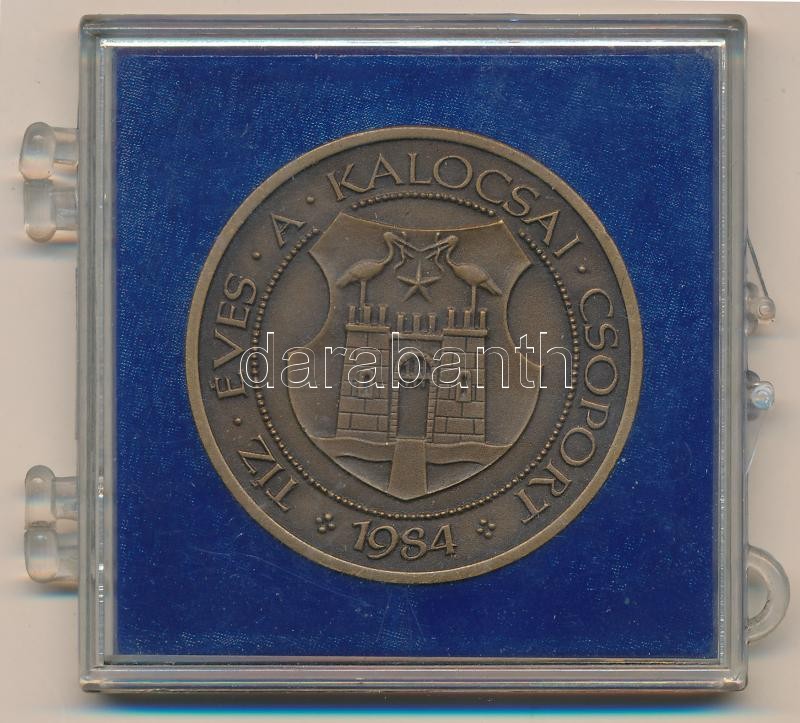 TÍZ · ÉVES · A · KALOCSAI · CSOPORT
1984
darabanth